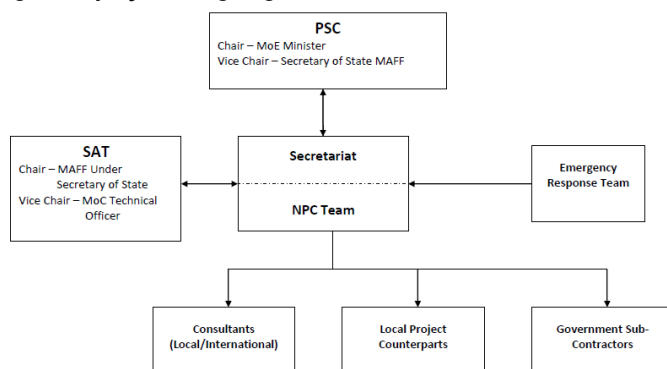 PSC
Chair – MoE Minister
Vice Chair – Secretary of State MAFF
SAT
Chair – MAFF Under
Secretary of State
Vice Chair – MoC Technical
Officer
Secretariat
NPC Team
Emergency
Response Team
Consultants
(Local/International)
Local Project
Counterparts
Government Sub-
Contractors